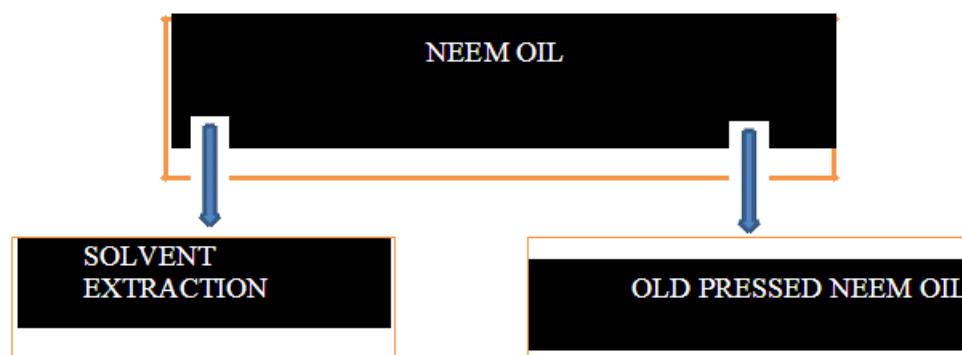 NEEM OIL
SOLVENT
EXTRACTION
OLD PRESSED NEEM OIL